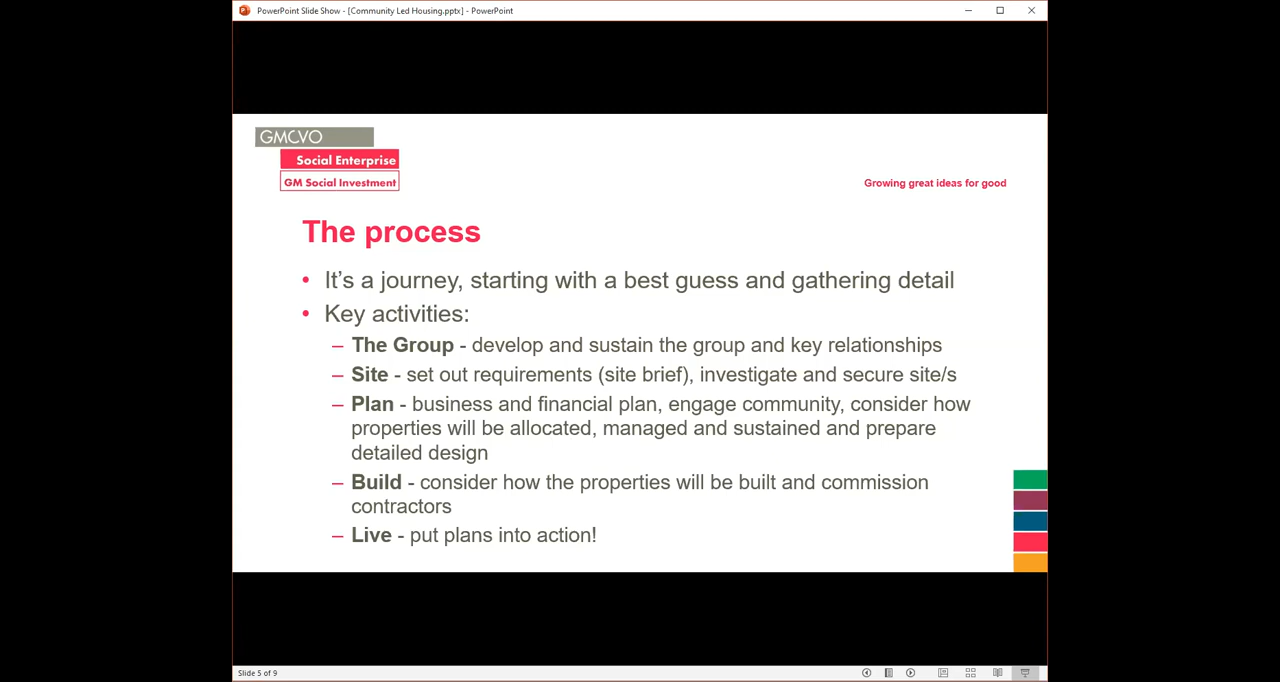 PowerPoint Slide Show - [Community Led Housing.pptx] - PowerPoint
GMCVO
Social Enterprise
GM Social Investment
Growing great ideas for good
The process
• It’s a journey, starting with a best guess and gathering detail
• Key activities:
– The Group - develop and sustain the group and key relationships
– Site - set out requirements (site brief), investigate and secure site/s
– Plan - business and financial plan, engage community, consider how
properties will be allocated, managed and sustained and prepare
detailed design
– Build - consider how the properties will be built and commission
contractors
– Live - put plans into action!
Slide 5 of 9